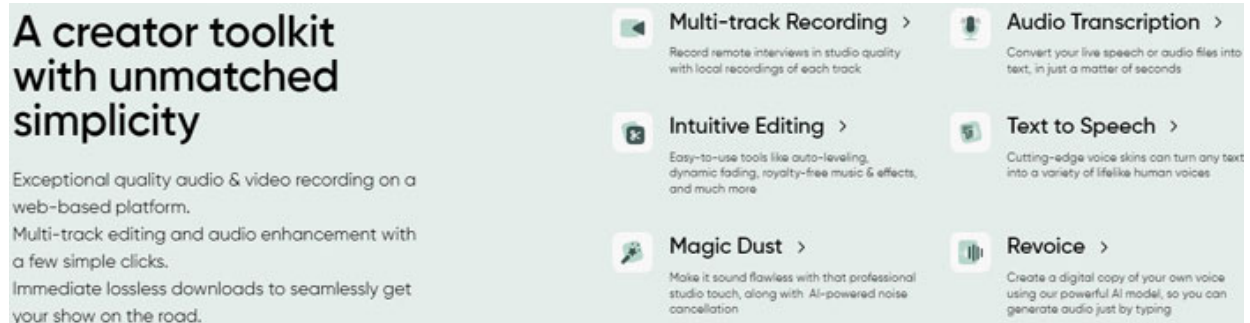 A creator toolkit
with unmatched
simplicity
Exceptional quality audio & video recording on a
web-based platform.
Multi-track editing and audio enhancement with
a few simple clicks.
Immediate lossless downloads to seamlessly get
your show on the road.
Multi-track Recording >
Record remote interviews in studio quality
with local recordings of each track
Audio Transcription >
Convert your live speech or audio files into
text, in just a matter of seconds
Intuitive Editing >
Easy-to-use tools like auto-leveling,
dynamic fading, royalty-free music & effects,
and much more
Text to Speech >
Cutting-edge voice skins can turn any text
into a variety of lifelike human voices
Magic Dust >
Make it sound flawless with that professional
studio touch, along with AI-powered noise
cancellation
Revoice >
Create a digital copy of your own voice
using our powerful AI model, so you can
generate audio just by typing